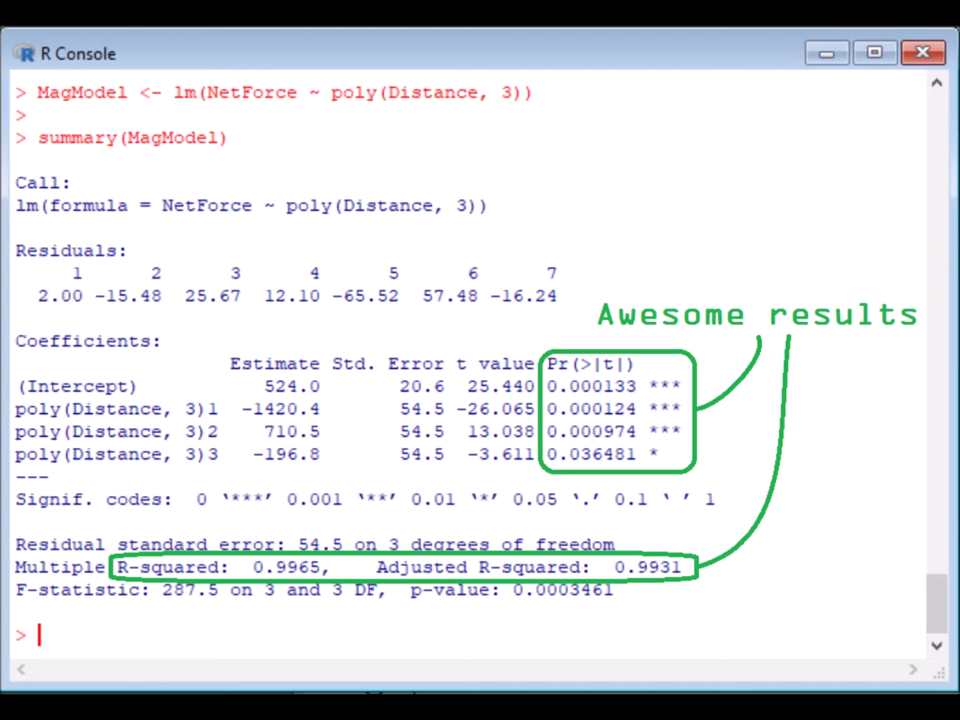 R Console
> MagModel <- lm(NetForce ~ poly(Distance, 3))
>
> summary(MagModel)
Call:
lm(formula = NetForce ~ poly(Distance, 3))
Residuals:
1 2 3 4 5 6 7
2.00 -15.48 25.67 12.10 -65.52 57.48 -16.24
Awesome results
Coefficients:
Estimate Std. Error t value Pr(>|t|)
(Intercept) 524.0 20.6 25.440 0.000133 ***
poly(Distance, 3)1 -1420.4 54.5 -26.065 0.000124 ***
poly(Distance, 3)2 710.5 54.5 13.038 0.000974 ***
poly(Distance, 3)3 -196.8 54.5 -3.611 0.036481 *
---
Signif. codes: 0 ‘***’ 0.001 ‘**’ 0.01 ‘*’ 0.05 ‘.’ 0.1 ‘ ’ 1
Residual standard error: 54.5 on 3 degrees of freedom
Multiple R-squared: 0.9965, Adjusted R-squared: 0.9931
F-statistic: 287.5 on 3 and 3 DF, p-value: 0.0003461
>